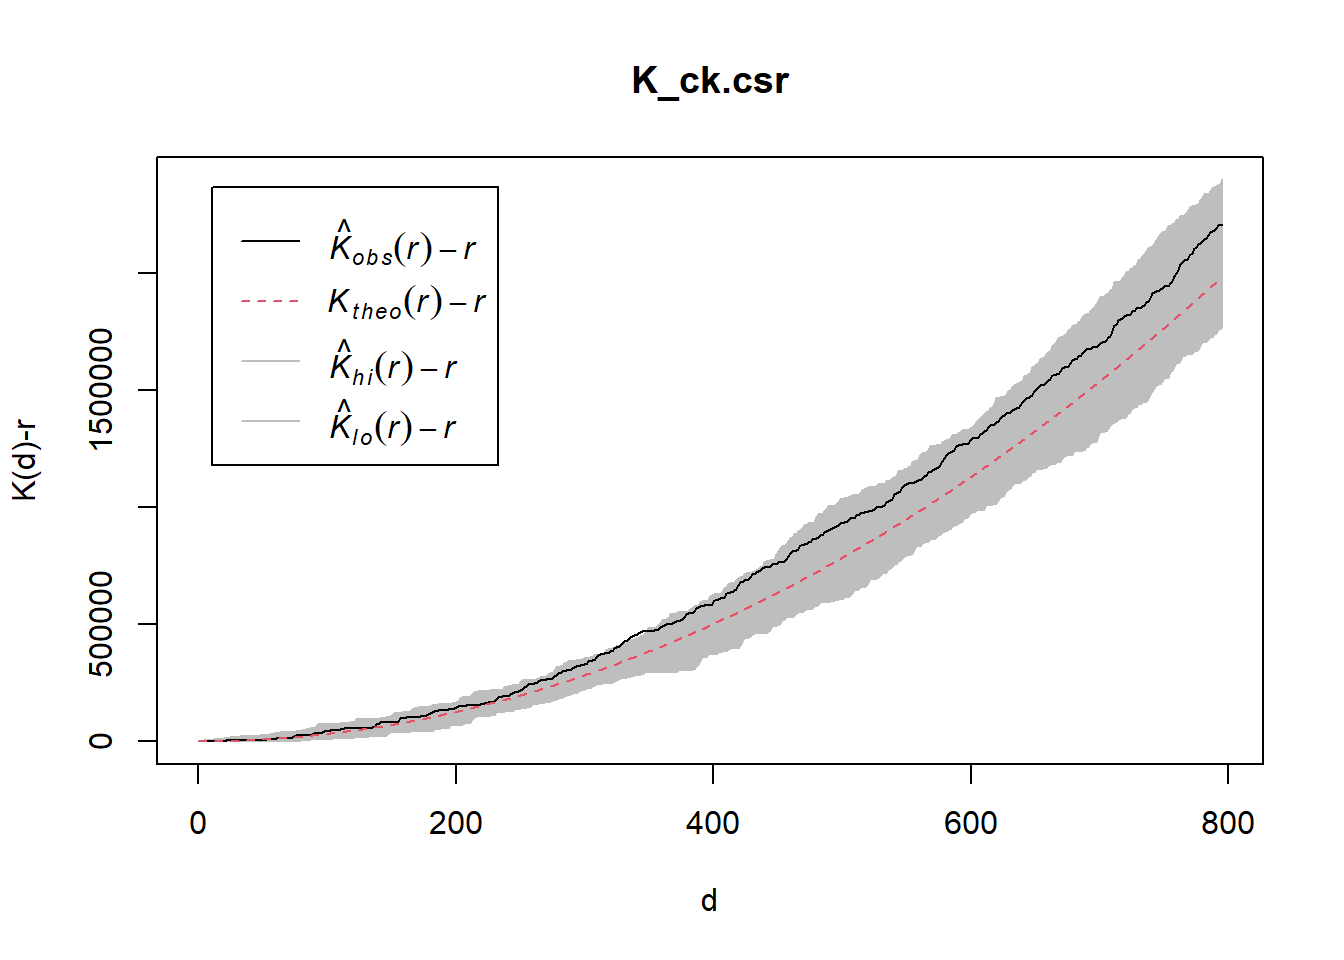 K_ck.csr
K̂obs(r) − r
Ktheo(r) − r
K̂hi(r) − r
K̂lo(r) − r
K(d)-r
0
500000
1500000
0
200
400
600
800
d